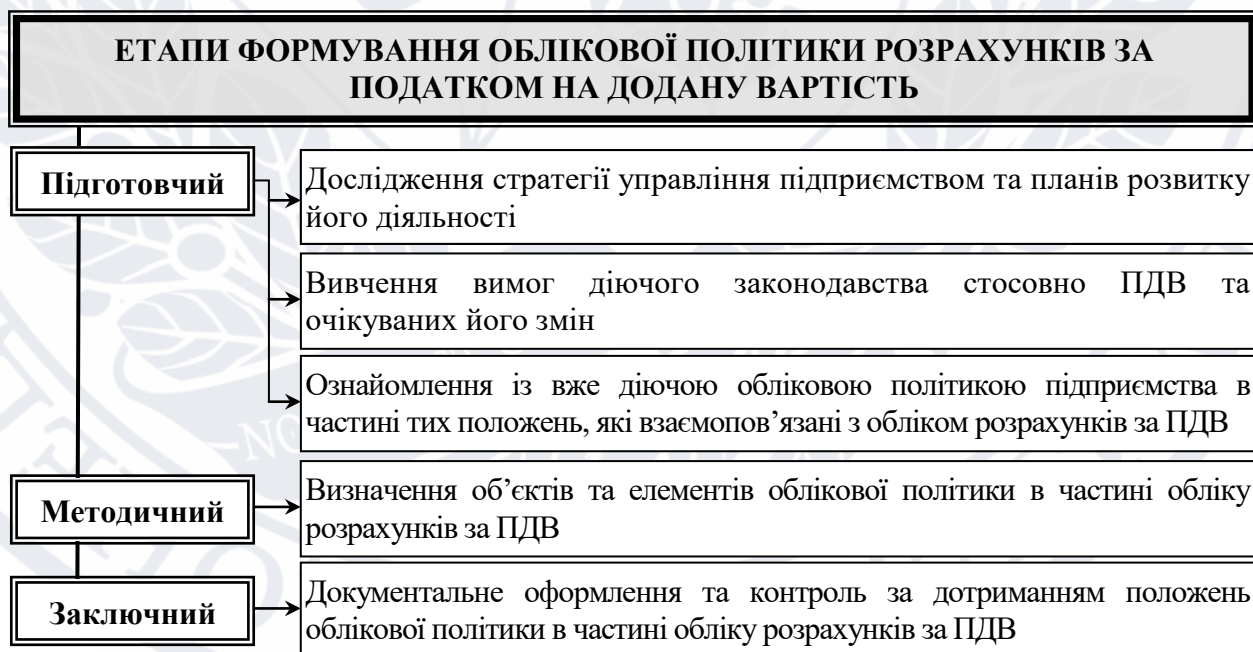 ЕТАПИ ФОРМУВАННЯ ОБЛІКОВОЇ ПОЛІТИКИ РОЗРАХУНКІВ ЗА
ПОДАТКОМ НА ДОДАНУ ВАРТІСТЬ
Підготовчий
Дослідження стратегії управління підприємством та планів розвитку
його діяльності
Вивчення вимог діючого законодавства стосовно ПДВ та
очікуваних його змін
Ознайомлення із вже діючою обліковою політикою підприємства в
частині тих положень, які взаємопов’язані з обліком розрахунків за ПДВ
Методичний
Визначення об’єктів та елементів облікової політики в частині обліку
розрахунків за ПДВ
Заключний
Документальне оформлення та контроль за дотриманням положень
облікової політики в частині обліку розрахунків за ПДВ